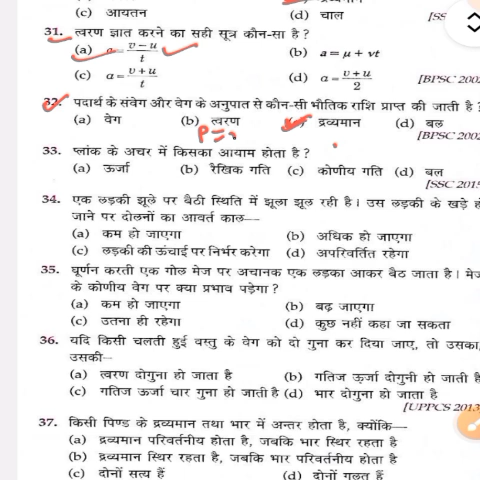 (c) आयतन (d) चाल [SS
31. त्वरण ज्ञात करने का सही सूत्र कौन-सा है ?
(a) a = v − u / t (b) a = μ + vt
(c) a = v + u / t (d) a = v + u / 2 [BPSC 2002
32. पदार्थ के संवेग और वेग के अनुपात से कौन-सी भौतिक राशि प्राप्त की जाती है ?
(a) वेग (b) त्वरण (c) द्रव्यमान (d) बल
[BPSC 2002
33. प्लांक के अचर में किसका आयाम होता है ?
(a) ऊर्जा (b) रैखिक गति (c) कोणीय गति (d) बल
[SSC 2015
34. एक लड़की झूले पर बैठी स्थिति में झूला झूल रही है। उस लड़की के खड़े हो
जाने पर दोलनों का आवर्त काल—
(a) कम हो जाएगा (b) अधिक हो जाएगा
(c) लड़की की ऊंचाई पर निर्भर करेगा (d) अपरिवर्तित रहेगा
35. घूर्णन करती एक गोल मेज पर अचानक एक लड़का आकर बैठ जाता है। मेज
के कोणीय वेग पर क्या प्रभाव पड़ेगा ?
(a) कम हो जाएगा (b) बढ़ जाएगा
(c) उतना ही रहेगा (d) कुछ नहीं कहा जा सकता
36. यदि किसी चलती हुई वस्तु के वेग को दो गुना कर दिया जाए, तो उसका
उसकी—
(a) त्वरण दोगुना हो जाता है (b) गतिज ऊर्जा दोगुनी हो जाती है
(c) गतिज ऊर्जा चार गुना हो जाती है (d) भार दोगुना हो जाता है
[UPPCS 2013
37. किसी पिण्ड के द्रव्यमान तथा भार में अन्तर होता है, क्योंकि—
(a) द्रव्यमान परिवर्तनीय होता है, जबकि भार स्थिर रहता है
(b) द्रव्यमान स्थिर रहता है, जबकि भार परिवर्तनीय होता है
(c) दोनों सत्य हैं (d) दोनों गलत हैं